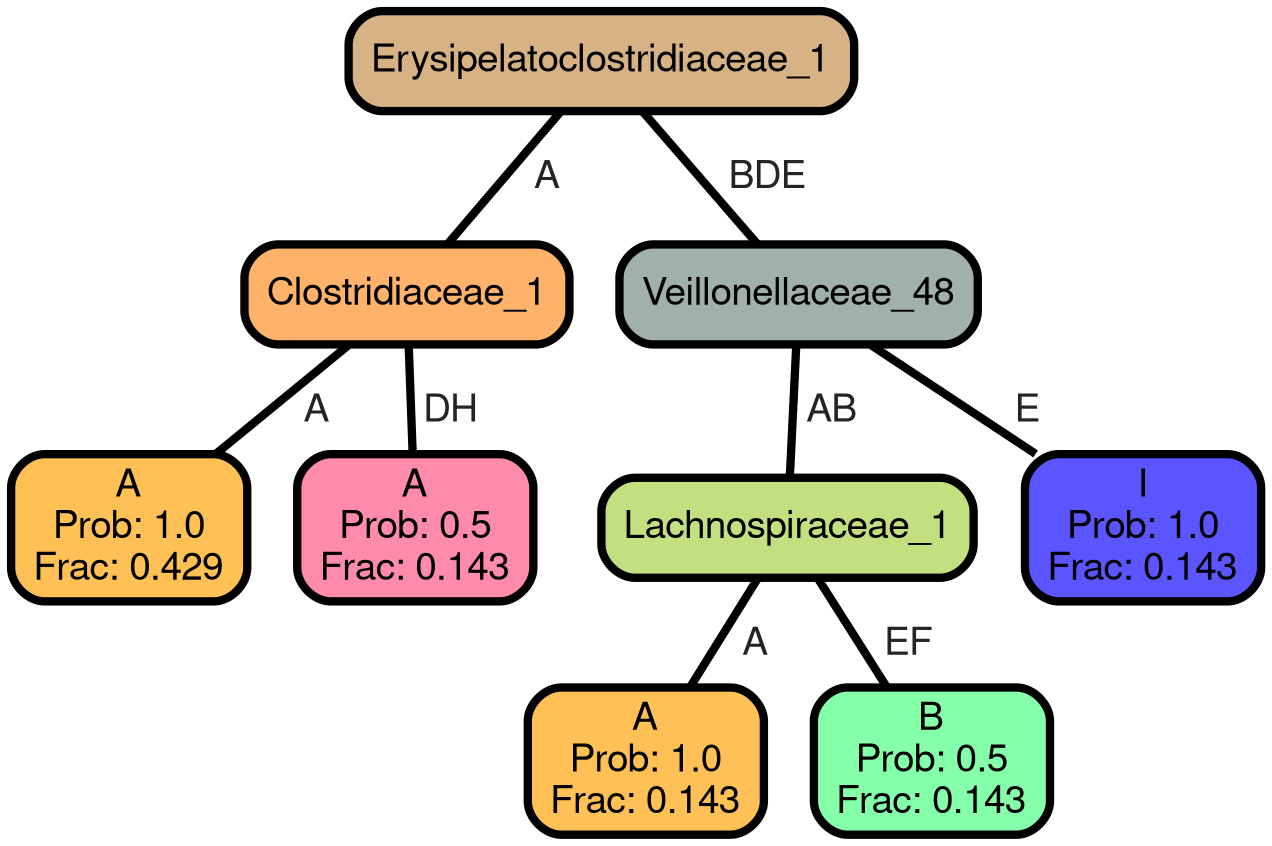 Erysipelatoclostridiaceae_1
A
BDE
Clostridiaceae_1
Veillonellaceae_48
A
DH
AB
E
A
Prob: 1.0
Frac: 0.429
A
Prob: 0.5
Frac: 0.143
Lachnospiraceae_1
I
Prob: 1.0
Frac: 0.143
A
EF
A
Prob: 1.0
Frac: 0.143
B
Prob: 0.5
Frac: 0.143